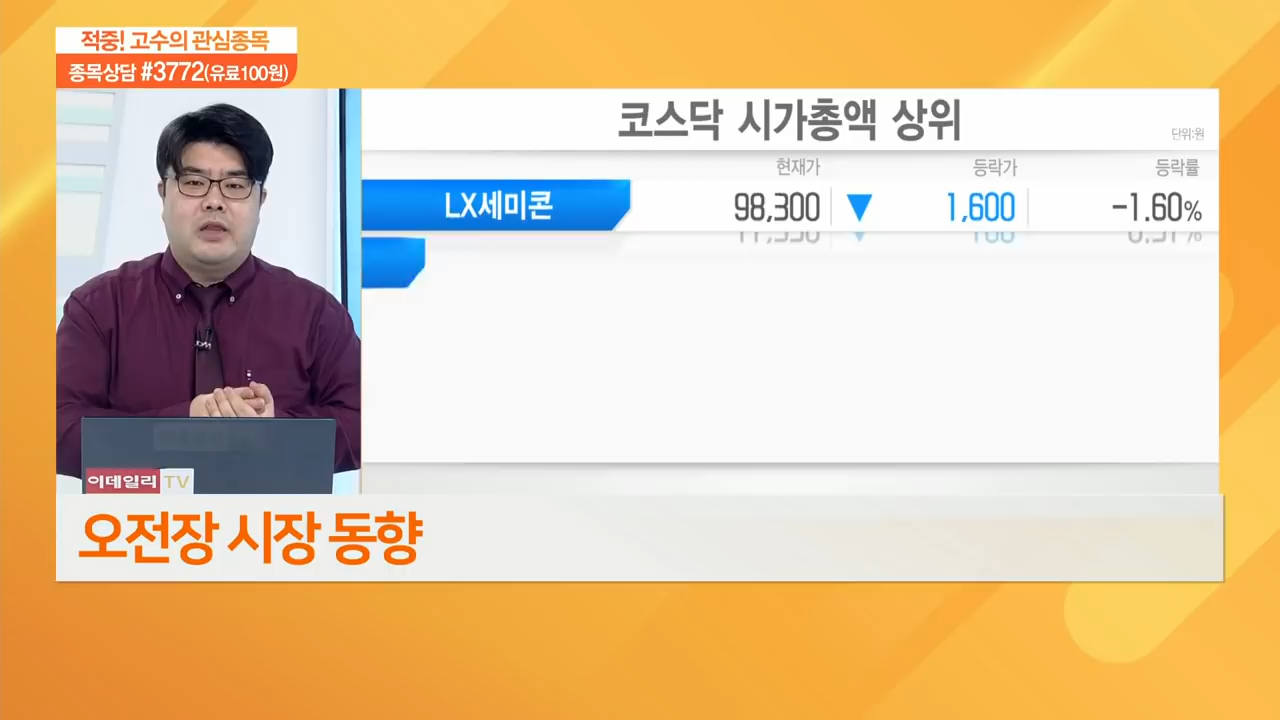 적중! 고수의 관심종목
종목상담 #3772(유료100원)
코스닥 시가총액 상위
단위:원
현재가 등락가 등락률
LX세미콘 98,300 ▼ 1,600 -1.60%
이데일리 TV
오전장 시장 동향